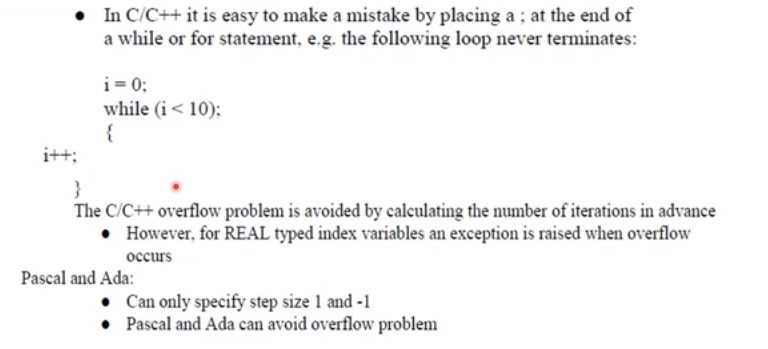 • In C/C++ it is easy to make a mistake by placing a ; at the end of
a while or for statement, e.g. the following loop never terminates:
i = 0;
while (i < 10);
{
i++;
}
The C/C++ overflow problem is avoided by calculating the number of iterations in advance
• However, for REAL typed index variables an exception is raised when overflow
occurs
Pascal and Ada:
• Can only specify step size 1 and -1
• Pascal and Ada can avoid overflow problem